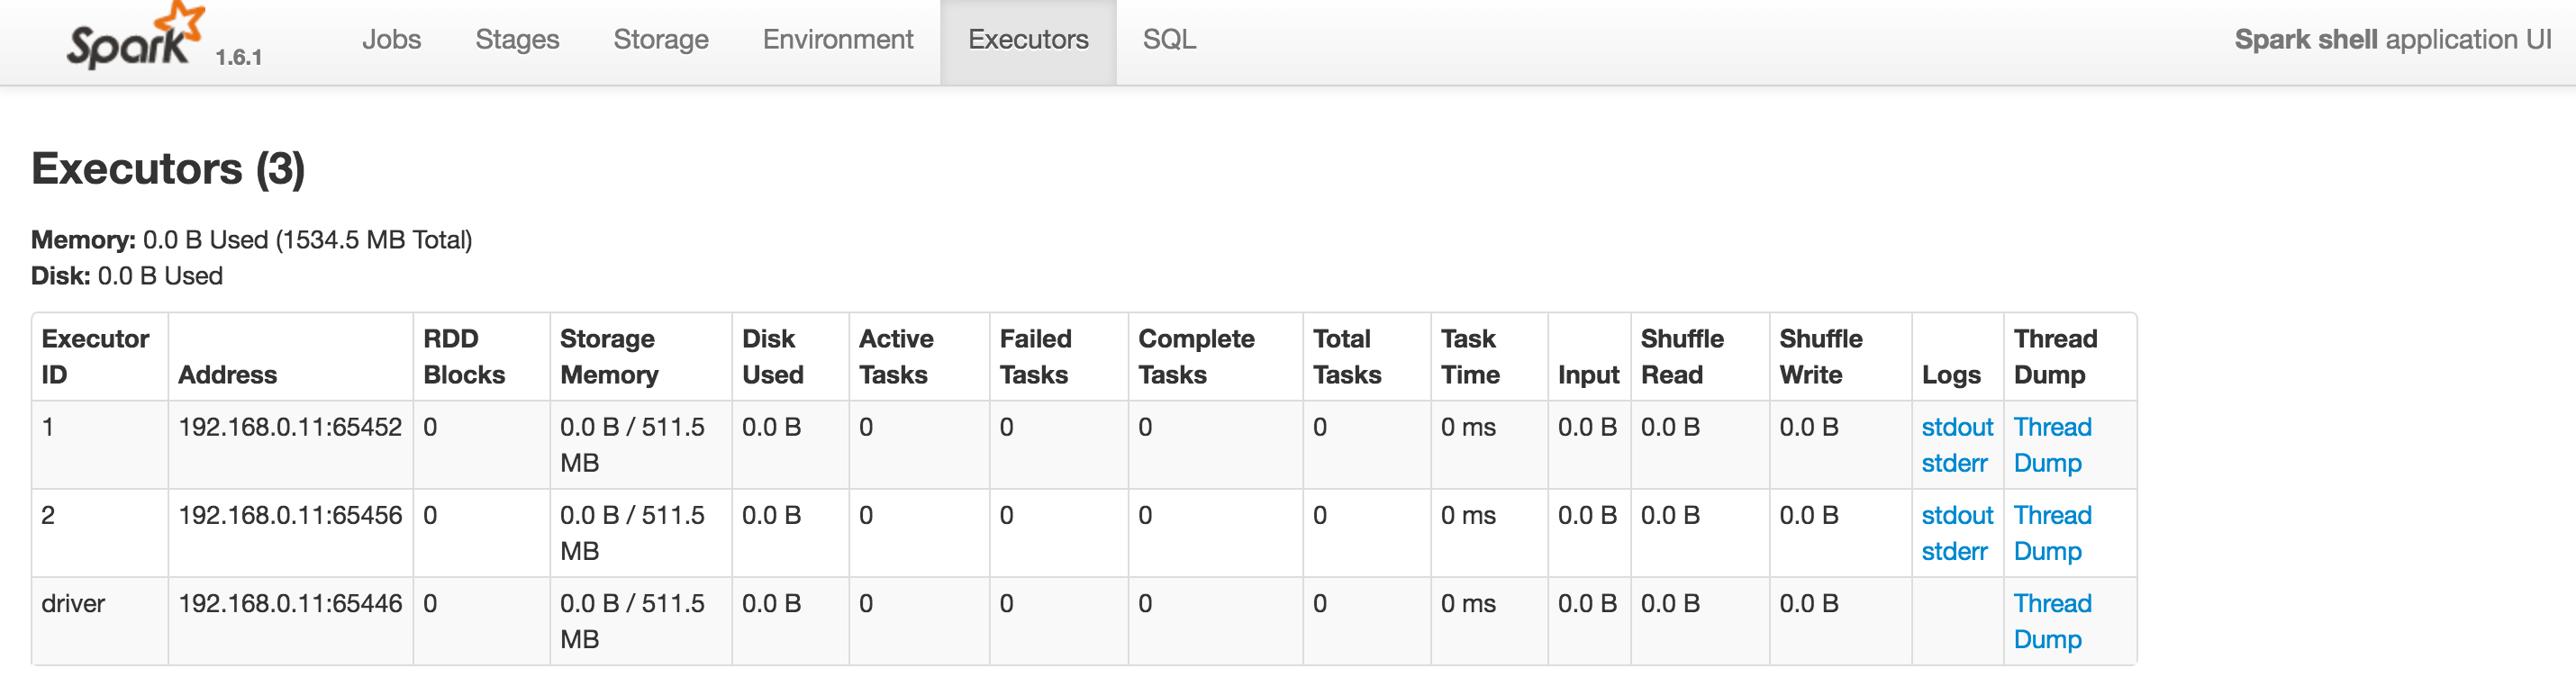 Spark 1.6.1 Jobs Stages Storage Environment Executors SQL Spark shell application UI
Executors (3)
Memory: 0.0 B Used (1534.5 MB Total)
Disk: 0.0 B Used
Executor ID Address RDD Blocks Storage Memory Disk Used Active Tasks Failed Tasks Complete Tasks Total Tasks Task Time Input Shuffle Read Shuffle Write Logs Thread Dump
1 192.168.0.11:65452 0 0.0 B / 511.5 MB 0.0 B 0 0 0 0 0 ms 0.0 B 0.0 B 0.0 B stdout stderr Thread Dump
2 192.168.0.11:65456 0 0.0 B / 511.5 MB 0.0 B 0 0 0 0 0 ms 0.0 B 0.0 B 0.0 B stdout stderr Thread Dump
driver 192.168.0.11:65446 0 0.0 B / 511.5 MB 0.0 B 0 0 0 0 0 ms 0.0 B 0.0 B 0.0 B Thread Dump